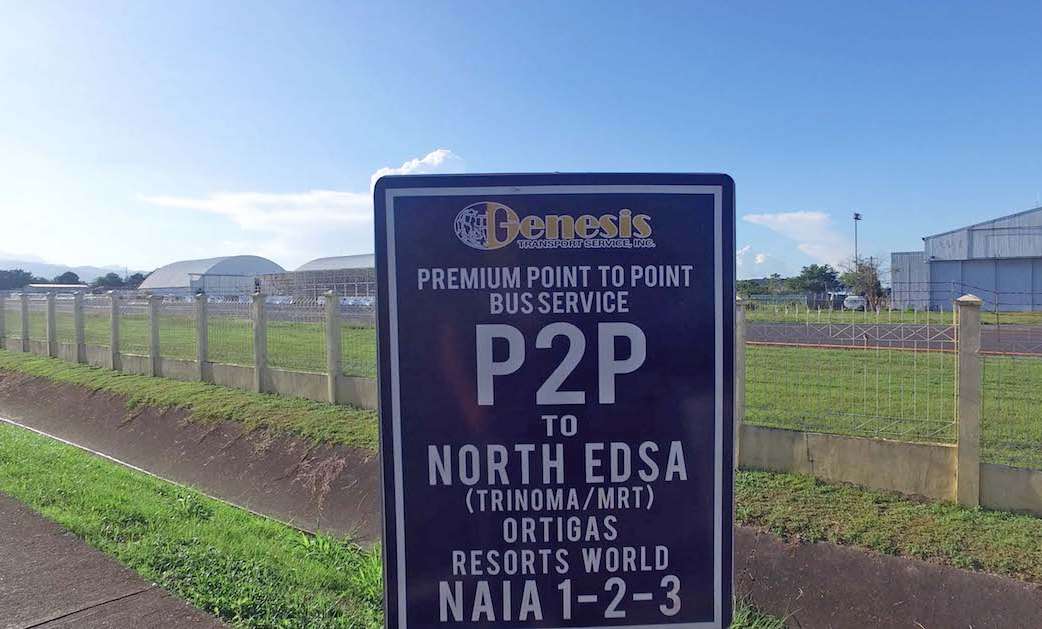 Genesis
TRANSPORT SERVICE, INC.
PREMIUM POINT TO POINT
BUS SERVICE
P2P
TO
NORTH EDSA
(TRINOMA/MRT)
ORTIGAS
RESORTS WORLD
NAIA 1-2-3